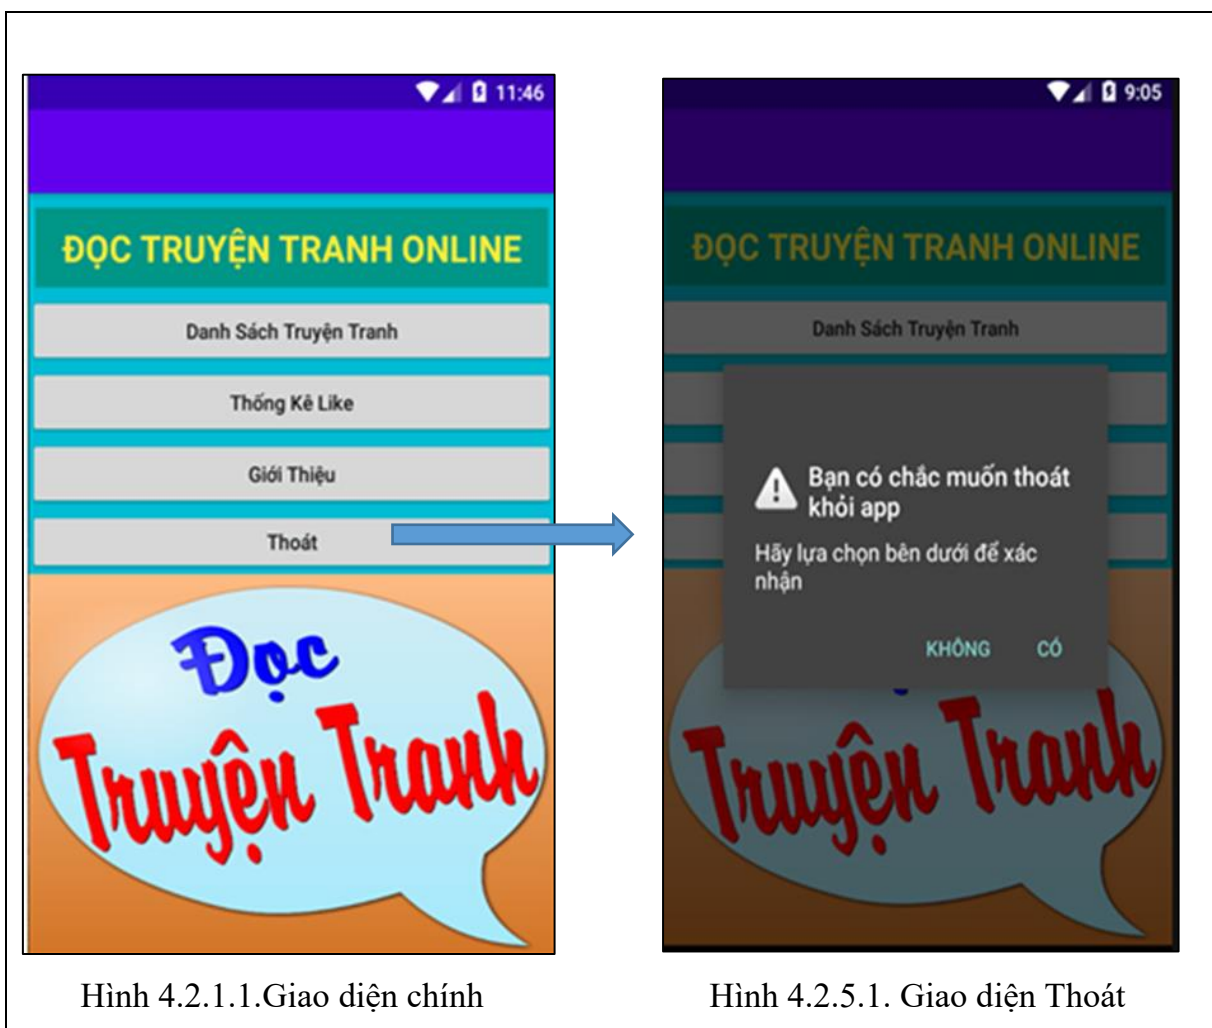 11:46
ĐỌC TRUYỆN TRANH ONLINE
Danh Sách Truyện Tranh
Thống Kê Like
Giới Thiệu
Thoát
Đọc
Truyện Tranh
Hình 4.2.1.1.Giao diện chính
9:05
ĐỌC TRUYỆN TRANH ONLINE
Danh Sách Truyện Tranh
Bạn có chắc muốn thoát
khỏi app
Hãy lựa chọn bên dưới để xác
nhận
KHÔNG CÓ
Truyện Tranh
Hình 4.2.5.1. Giao diện Thoát